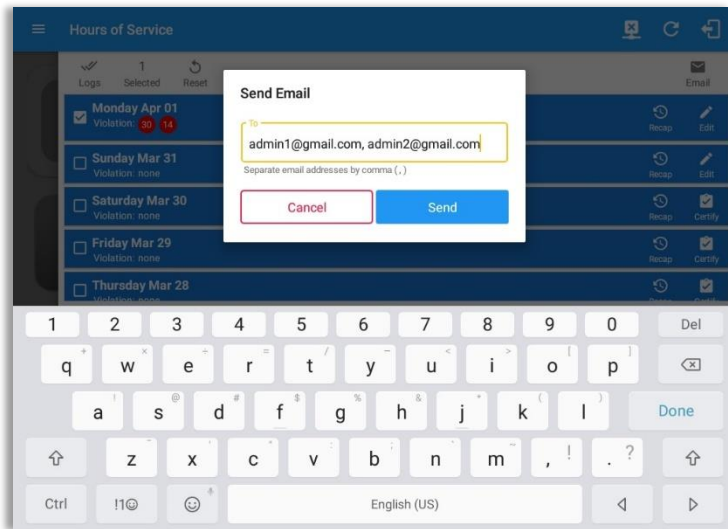 Hours of Service
Logs
1
Selected
Reset
Email
Monday Apr 01
Violation: 30 14
Recap
Edit
Sunday Mar 31
Violation: none
Recap
Edit
Saturday Mar 30
Violation: none
Recap
Certify
Friday Mar 29
Violation: none
Recap
Certify
Thursday Mar 28
Violation: none
Send Email
To
admin1@gmail.com, admin2@gmail.com
Separate email addresses by comma ( , )
Cancel
Send
1 2 3 4 5 6 7 8 9 0 Del
q w e r t y u i o p
a s d f g h j k l Done
z x c v b n m , ! . ?
Ctrl !1☺ English (US)